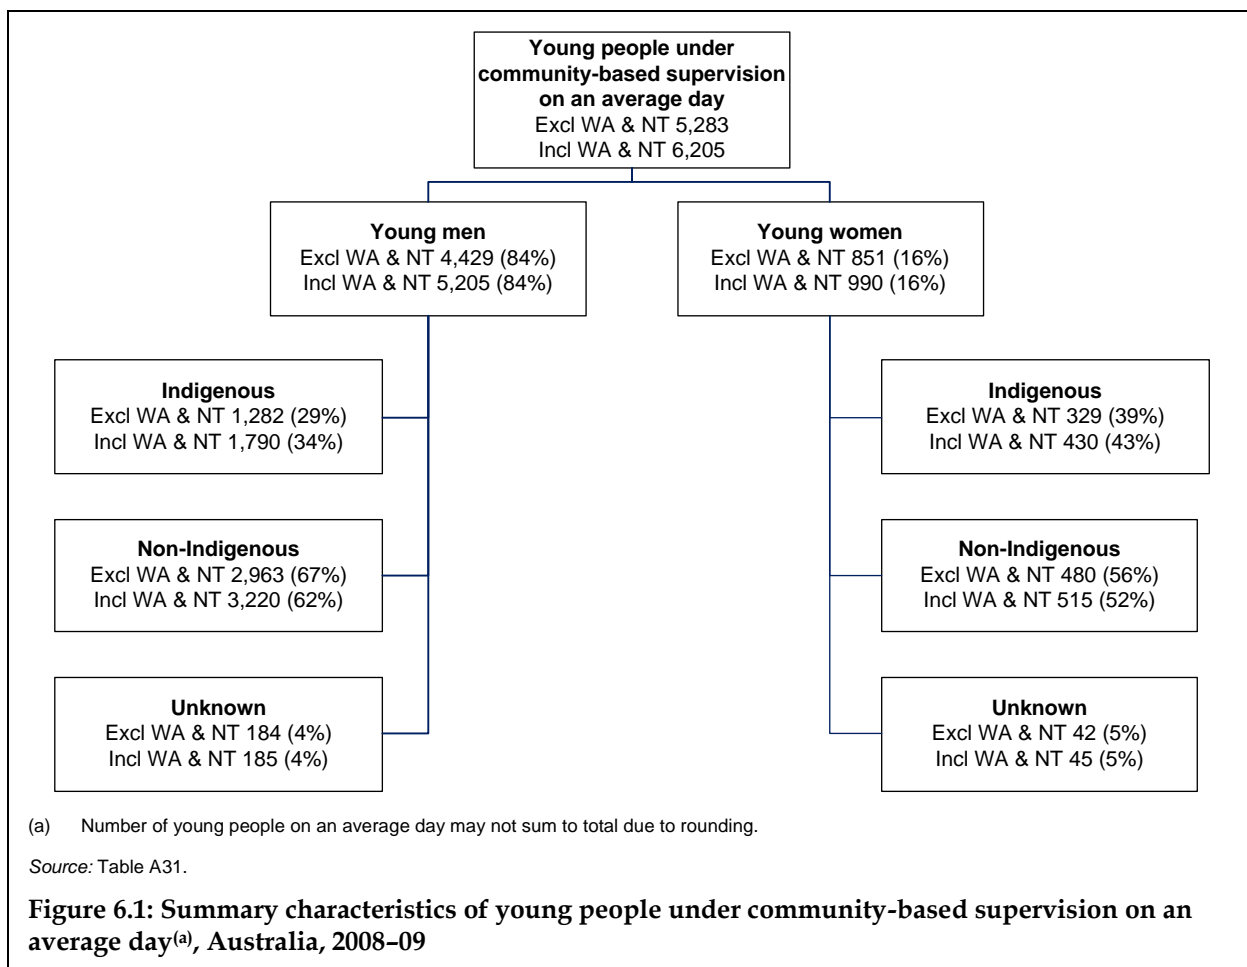 Young people under
community-based supervision
on an average day
Excl WA & NT 5,283
Incl WA & NT 6,205
Young men
Excl WA & NT 4,429 (84%)
Incl WA & NT 5,205 (84%)
Young women
Excl WA & NT 851 (16%)
Incl WA & NT 990 (16%)
Indigenous
Excl WA & NT 1,282 (29%)
Incl WA & NT 1,790 (34%)
Indigenous
Excl WA & NT 329 (39%)
Incl WA & NT 430 (43%)
Non-Indigenous
Excl WA & NT 2,963 (67%)
Incl WA & NT 3,220 (62%)
Non-Indigenous
Excl WA & NT 480 (56%)
Incl WA & NT 515 (52%)
Unknown
Excl WA & NT 184 (4%)
Incl WA & NT 185 (4%)
Unknown
Excl WA & NT 42 (5%)
Incl WA & NT 45 (5%)
(a) Number of young people on an average day may not sum to total due to rounding.
Source: Table A31.
Figure 6.1: Summary characteristics of young people under community-based supervision on an
average day(a), Australia, 2008–09